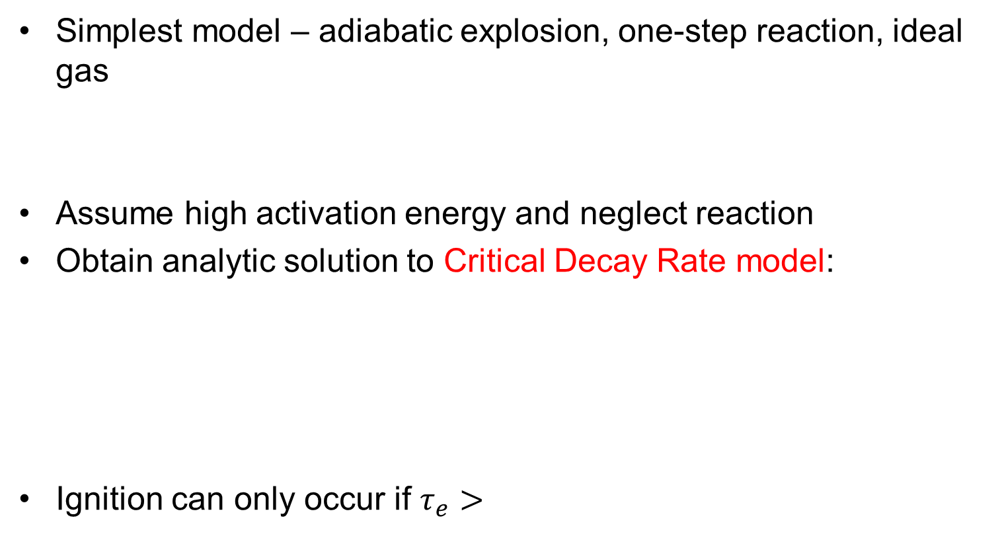 • Simplest model – adiabatic explosion, one-step reaction, ideal
gas
• Assume high activation energy and neglect reaction
• Obtain analytic solution to Critical Decay Rate model:
• Ignition can only occur if 𝜏ₑ >